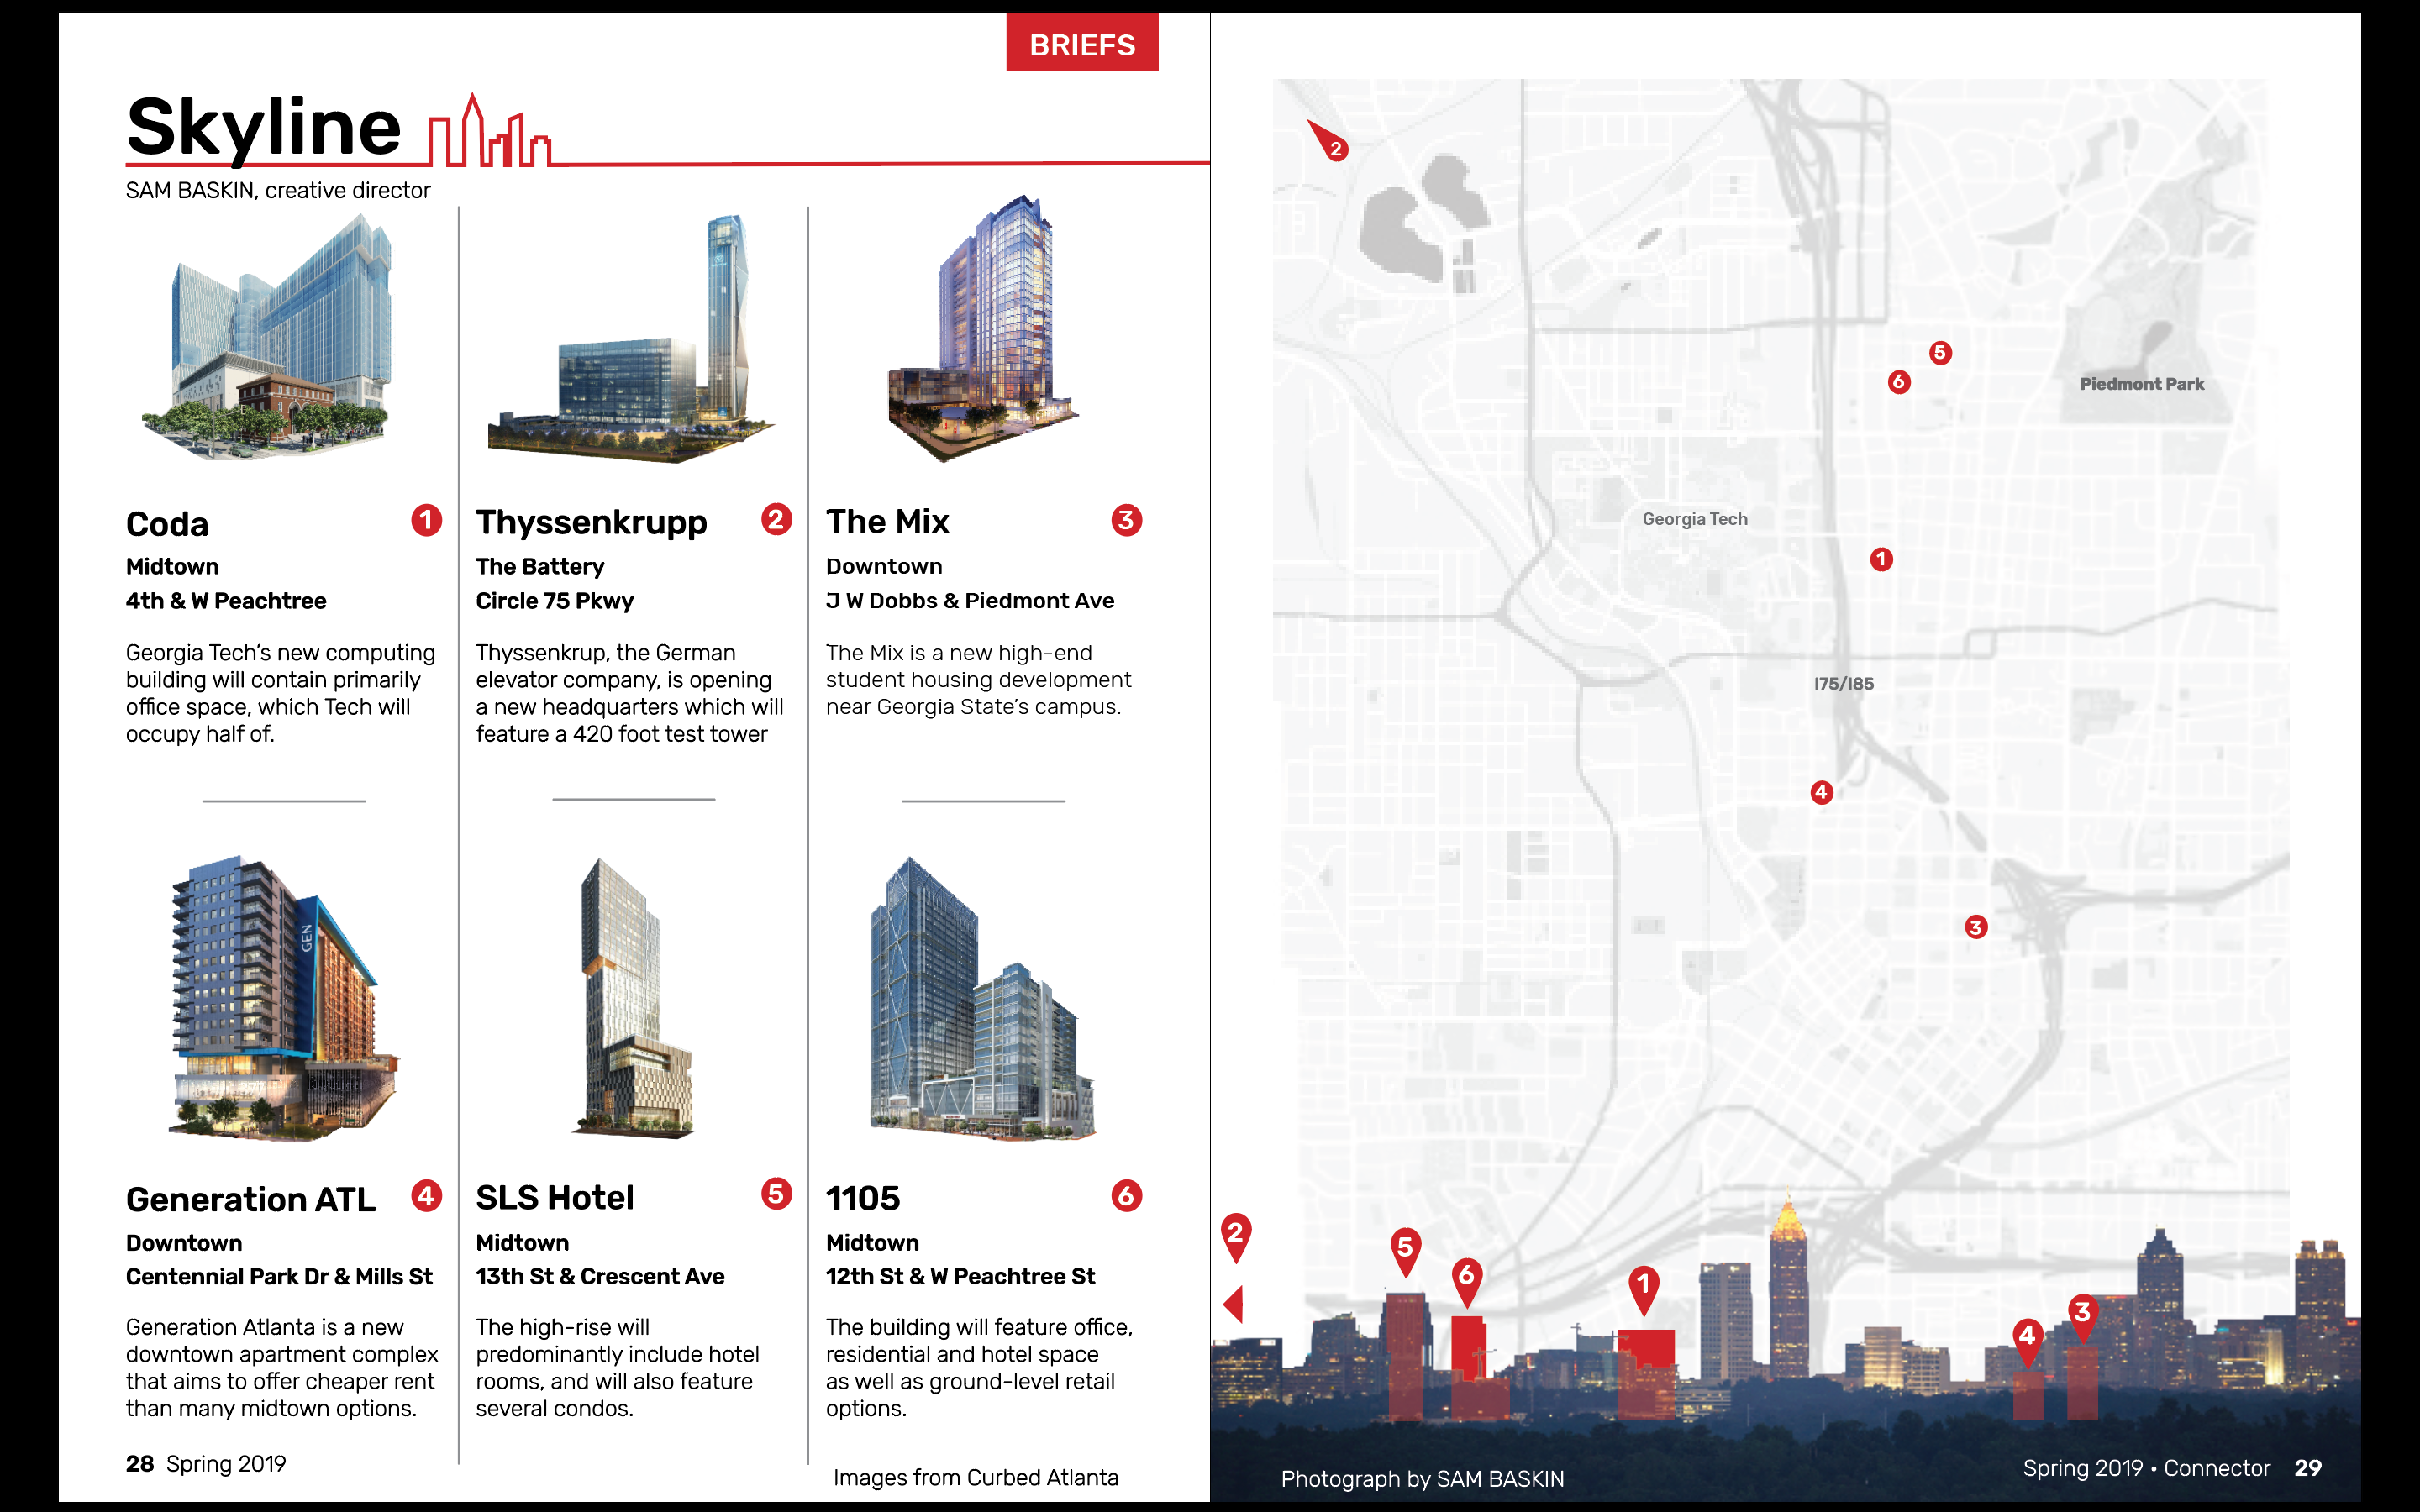 BRIEFS
Skyline
SAM BASKIN, creative director
Coda 1
Midtown
4th & W Peachtree
Georgia Tech’s new computing
building will contain primarily
office space, which Tech will
occupy half of.
Thyssenkrupp 2
The Battery
Circle 75 Pkwy
Thyssenkrup, the German
elevator company, is opening
a new headquarters which will
feature a 420 foot test tower
The Mix 3
Downtown
J W Dobbs & Piedmont Ave
The Mix is a new high-end
student housing development
near Georgia State’s campus.
GEN
Generation ATL 4
Downtown
Centennial Park Dr & Mills St
Generation Atlanta is a new
downtown apartment complex
that aims to offer cheaper rent
than many midtown options.
SLS Hotel 5
Midtown
13th St & Crescent Ave
The high-rise will
predominantly include hotel
rooms, and will also feature
several condos.
1105 6
Midtown
12th St & W Peachtree St
The building will feature office,
residential and hotel space
as well as ground-level retail
options.
28 Spring 2019
Images from Curbed Atlanta
2
5
6
Piedmont Park
Georgia Tech
1
I75/I85
4
3
2
5
6
1
3
4
Photograph by SAM BASKIN
Spring 2019 • Connector 29